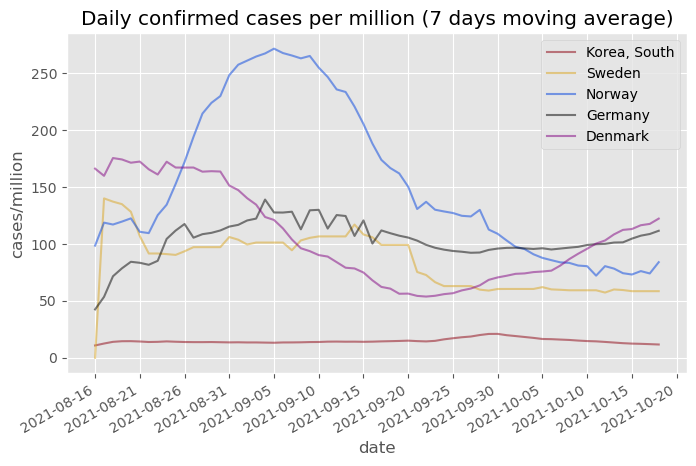 Daily confirmed cases per million (7 days moving average)
Korea, South
Sweden
Norway
Germany
Denmark
250
200
150
100
50
0
cases/million
2021-08-16
2021-08-21
2021-08-26
2021-08-31
2021-09-05
2021-09-10
2021-09-15
2021-09-20
2021-09-25
2021-09-30
2021-10-05
2021-10-10
2021-10-15
2021-10-20
date